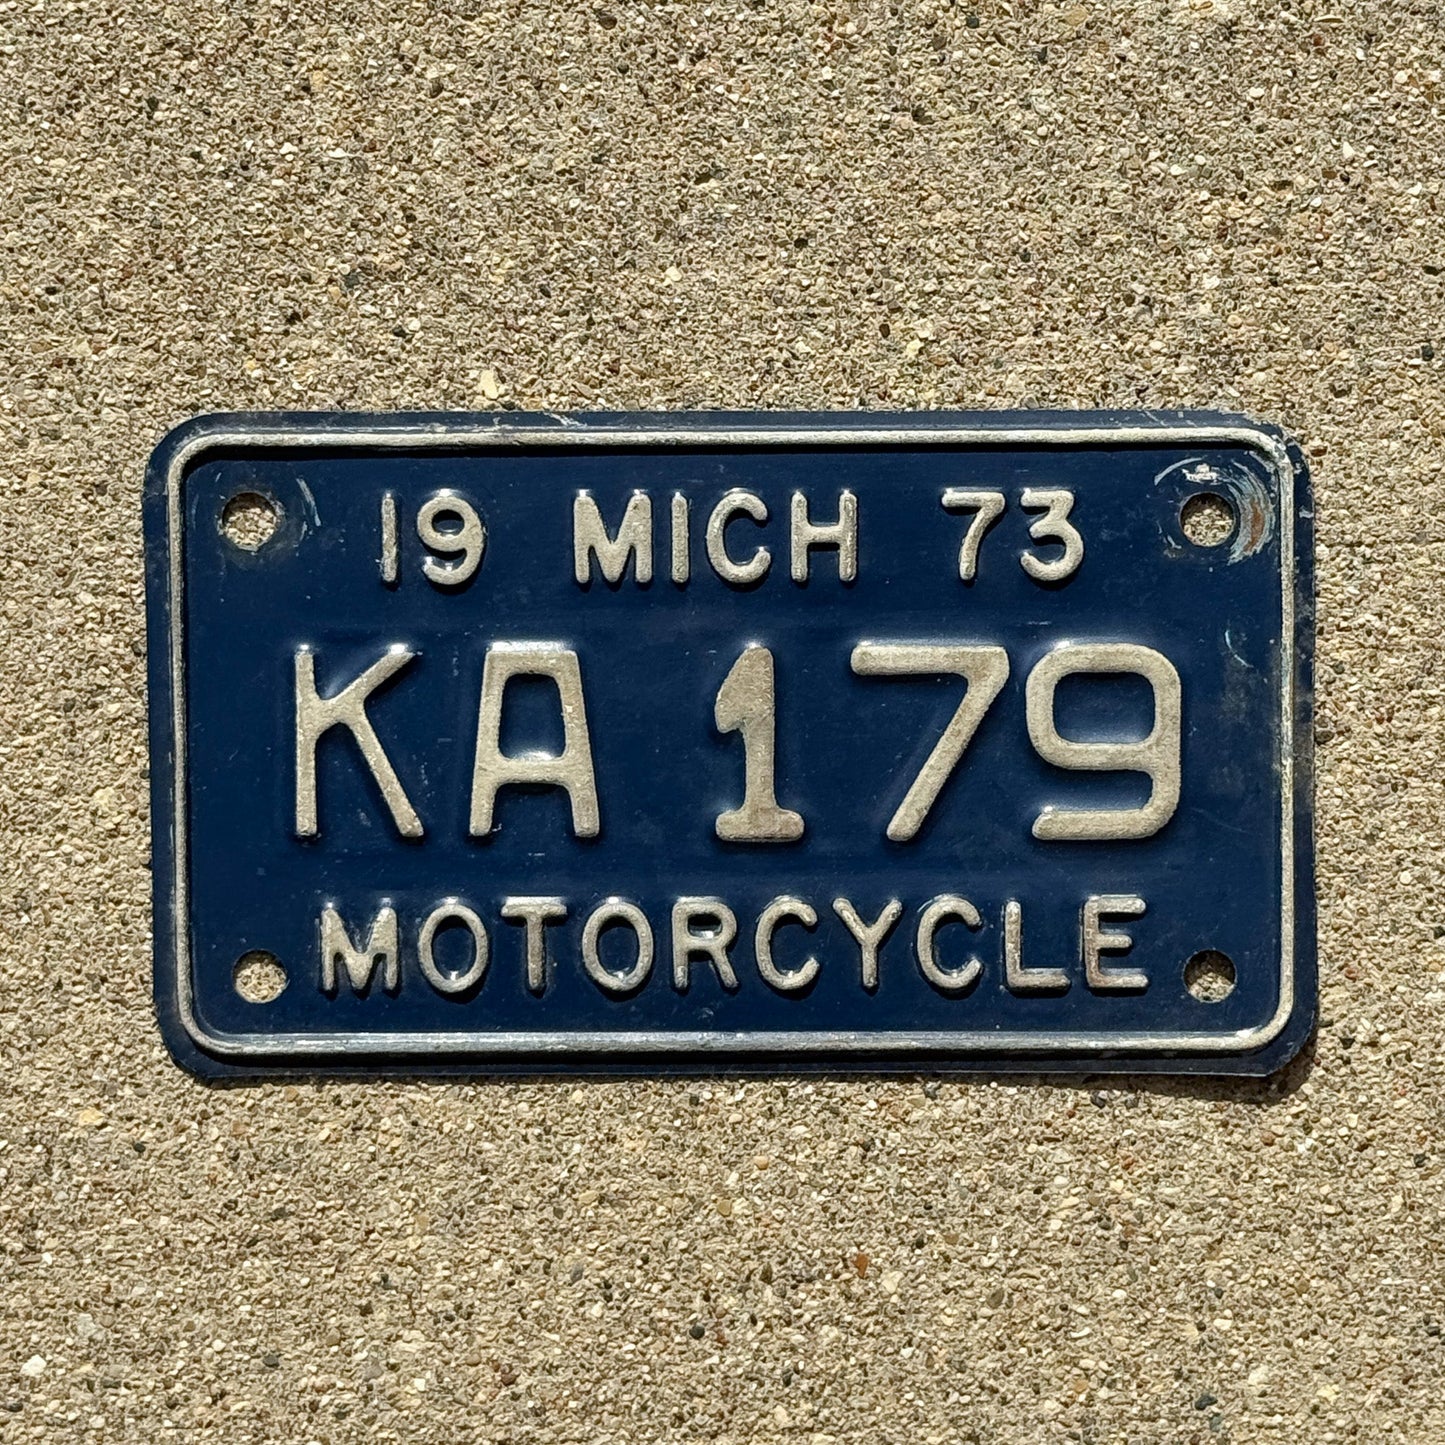 19 MICH 73
KA 179
MOTORCYCLE